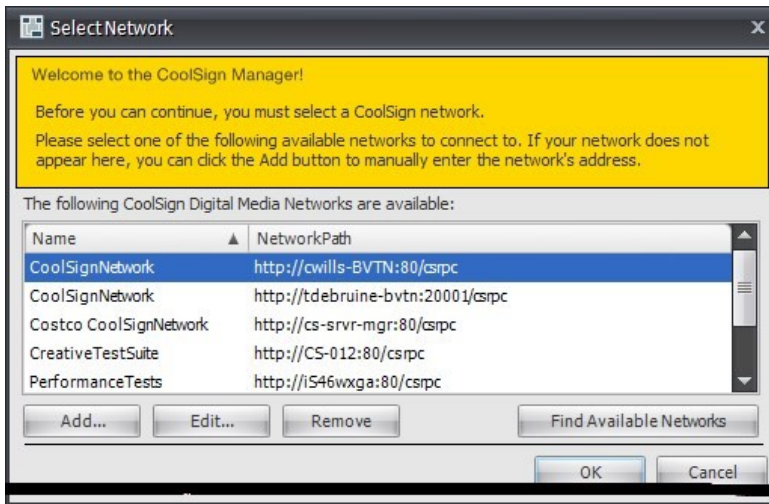 Select Network
x
Welcome to the CoolSign Manager!
Before you can continue, you must select a CoolSign network.
Please select one of the following available networks to connect to. If your network does not
appear here, you can click the Add button to manually enter the network's address.
The following CoolSign Digital Media Networks are available:
Name NetworkPath
CoolSignNetwork http://cwills-BVTN:80/csrpc
CoolSignNetwork http://tdebruine-bvtn:20001/csrpc
Costco CoolSignNetwork http://cs-srvr-mgr:80/csrpc
CreativeTestSuite http://CS-012:80/csrpc
PerformanceTests http://iS46wxga:80/csrpc
Add... Edit... Remove Find Available Networks
OK Cancel